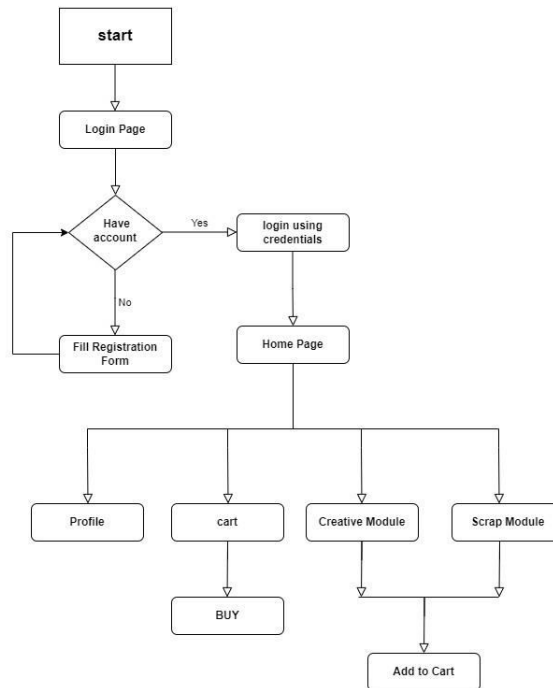 start
Login Page
Have
account
Yes
login using
credentials
No
Fill Registration
Form
Home Page
Profile
cart
Creative Module
Scrap Module
BUY
Add to Cart